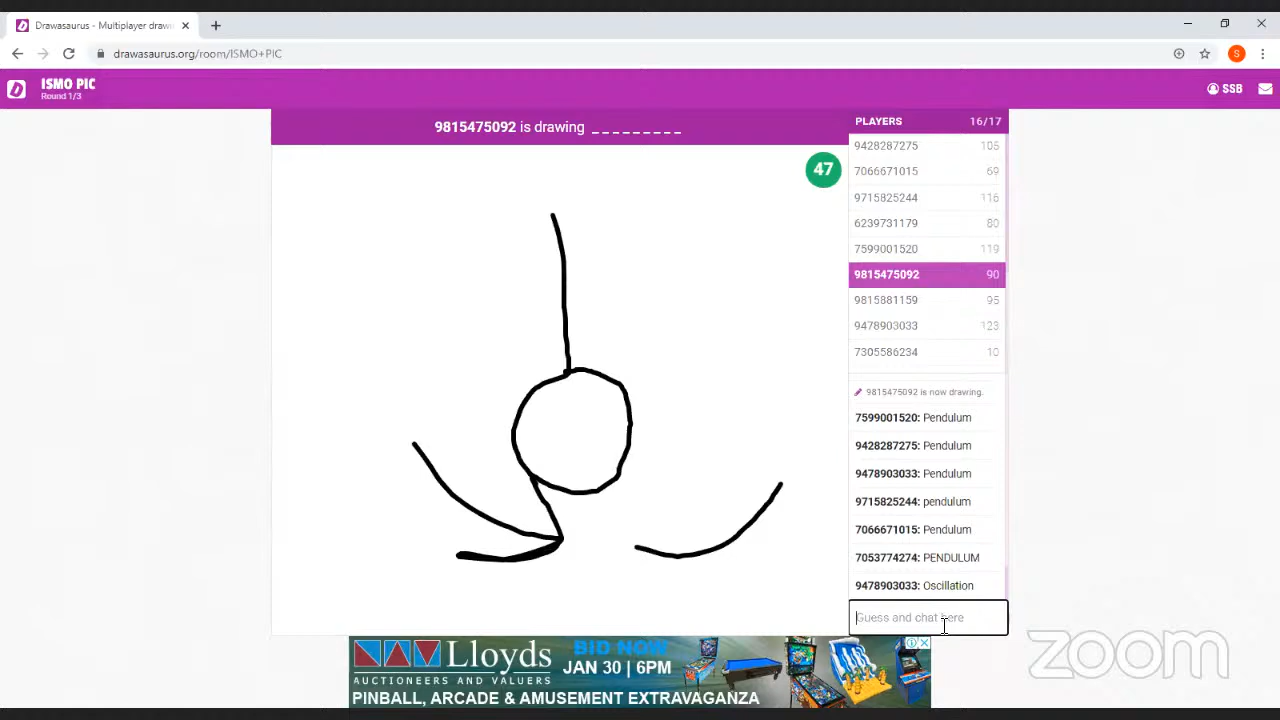 Drawasaurus - Multiplayer draw
drawasaurus.org/room/ISMO+PIC
S
ISMO PIC
Round 1/3
SSB
9815475092 is drawing _ _ _ _ _ _ _ _ _
47
PLAYERS 16/17
9428287275 105
7066671015 69
9715825244 116
6239731179 80
7599001520 119
9815475092 90
9815881159 95
9478903033 123
7305586234 10
9815475092 is now drawing.
7599001520: Pendulum
9428287275: Pendulum
9478903033: Pendulum
9715825244: pendulum
7066671015: Pendulum
7053774274: PENDULUM
9478903033: Oscillation
Guess and chat here
NAV Lloyds
AUCTIONEERS AND VALUERS
BID NOW
JAN 30 | 6PM
PINBALL, ARCADE & AMUSEMENT EXTRAVAGANZA
zoom